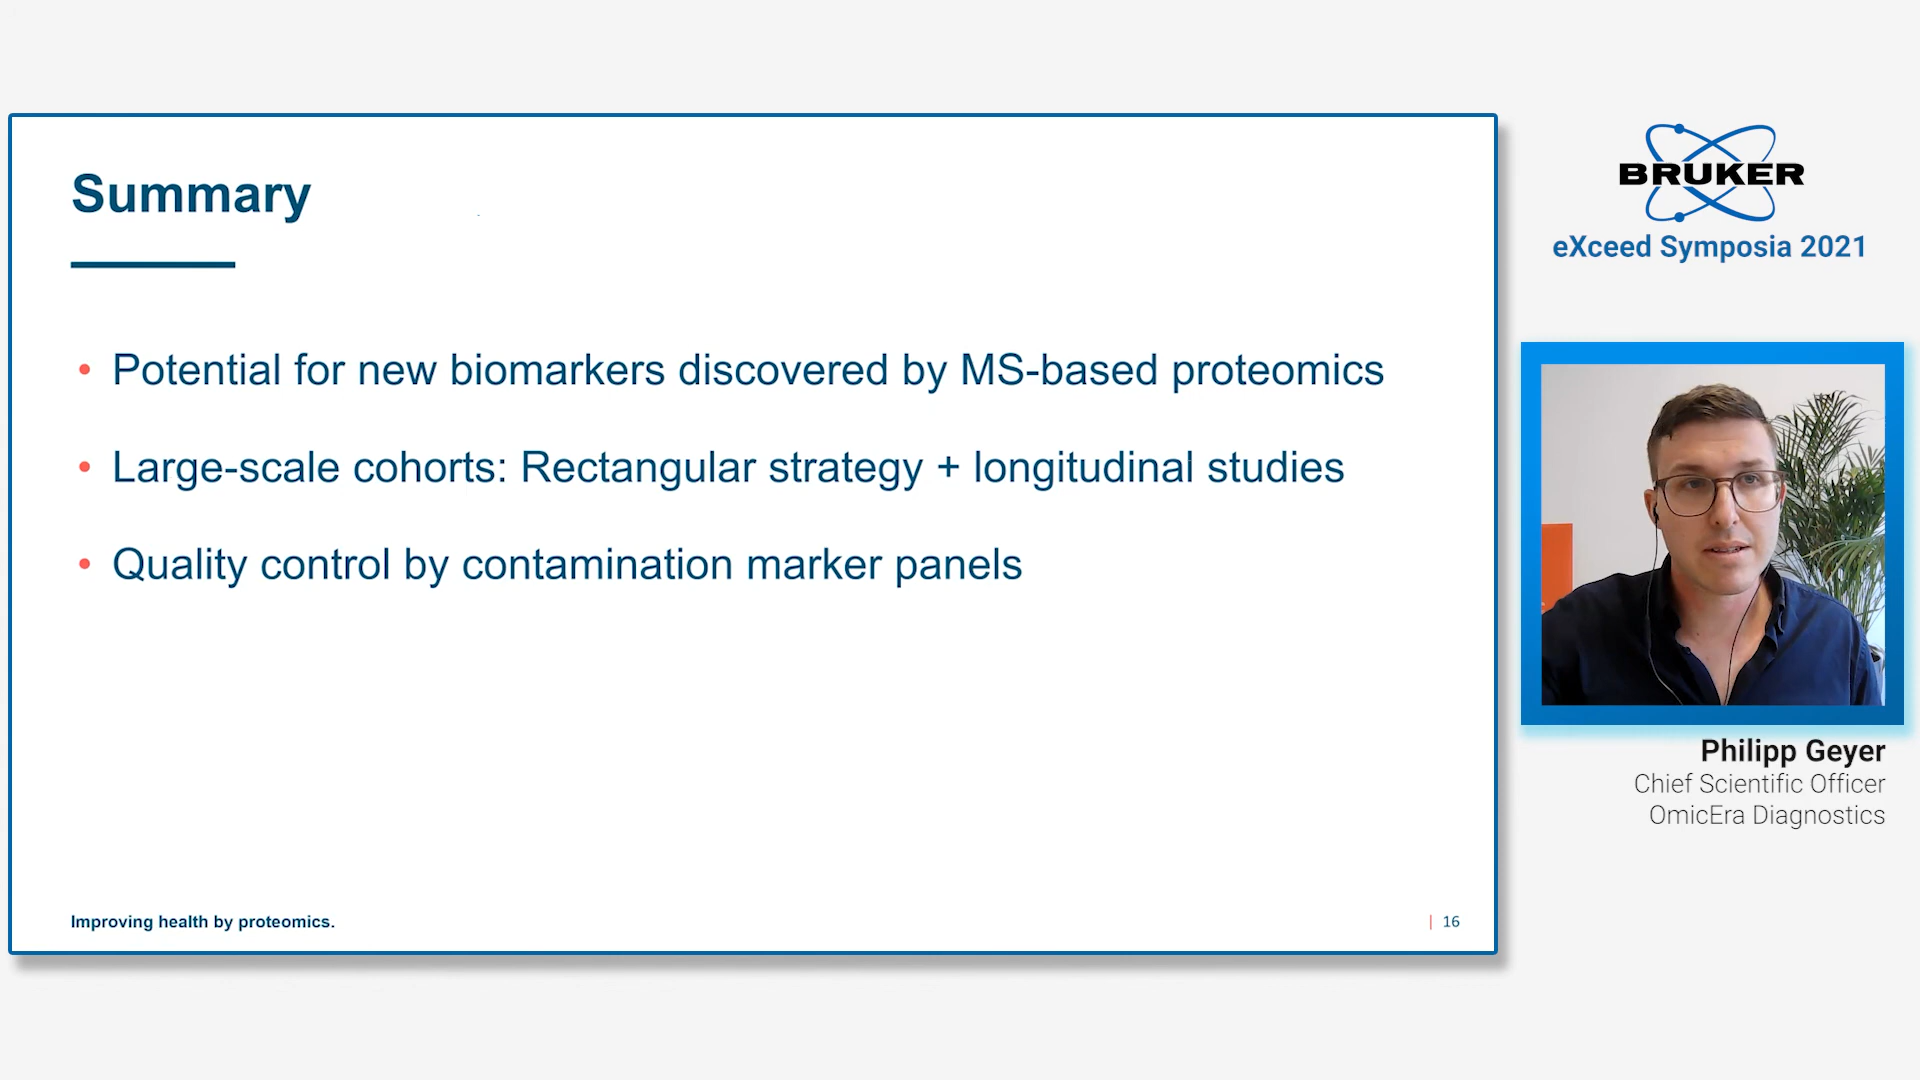 Summary
• Potential for new biomarkers discovered by MS-based proteomics
• Large-scale cohorts: Rectangular strategy + longitudinal studies
• Quality control by contamination marker panels
Improving health by proteomics.
| 16
BRUKER
eXceed Symposia 2021
Philipp Geyer
Chief Scientific Officer
OmicEra Diagnostics